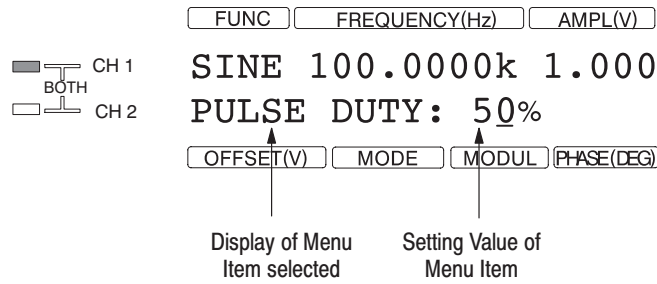 FUNC FREQUENCY(Hz) AMPL(V)
CH 1
SINE 100.0000k 1.000
BOTH
CH 2
PULSE DUTY: 50%
OFFSET(V) MODE MODUL PHASE(DEG)
Display of Menu
Item selected
Setting Value of
Menu Item